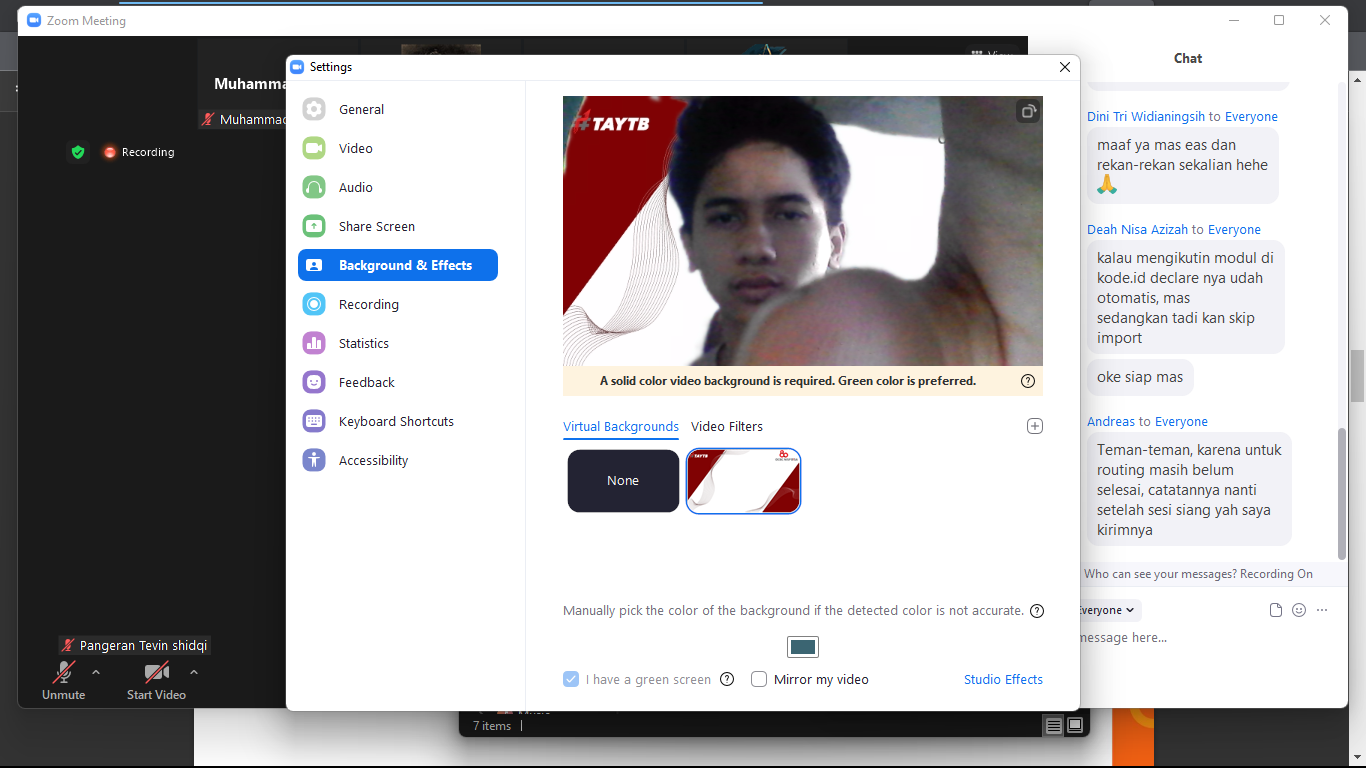 Zoom Meeting
View
Muhamma
Muhammad
Recording
Settings
General
Video
Audio
Share Screen
Background & Effects
Recording
Statistics
Feedback
Keyboard Shortcuts
Accessibility
#TAYTB
A solid color video background is required. Green color is preferred.
Virtual Backgrounds
Video Filters
None
#TAYTB
Manually pick the color of the background if the detected color is not accurate.
I have a green screen
Mirror my video
Studio Effects
Chat
Dini Tri Widianingsih to Everyone
maaf ya mas eas dan
rekan-rekan sekalian hehe
🙏
Deah Nisa Azizah to Everyone
kalau mengikutin modul di
kode.id declare nya udah
otomatis, mas
sedangkan tadi kan skip
import
oke siap mas
Andreas to Everyone
Teman-teman, karena untuk
routing masih belum
selesai, catatannya nanti
setelah sesi siang yah saya
kirimnya
Who can see your messages? Recording On
Everyone
message here...
Pangeran Tevin shidqi
Unmute
Start Video
7 items